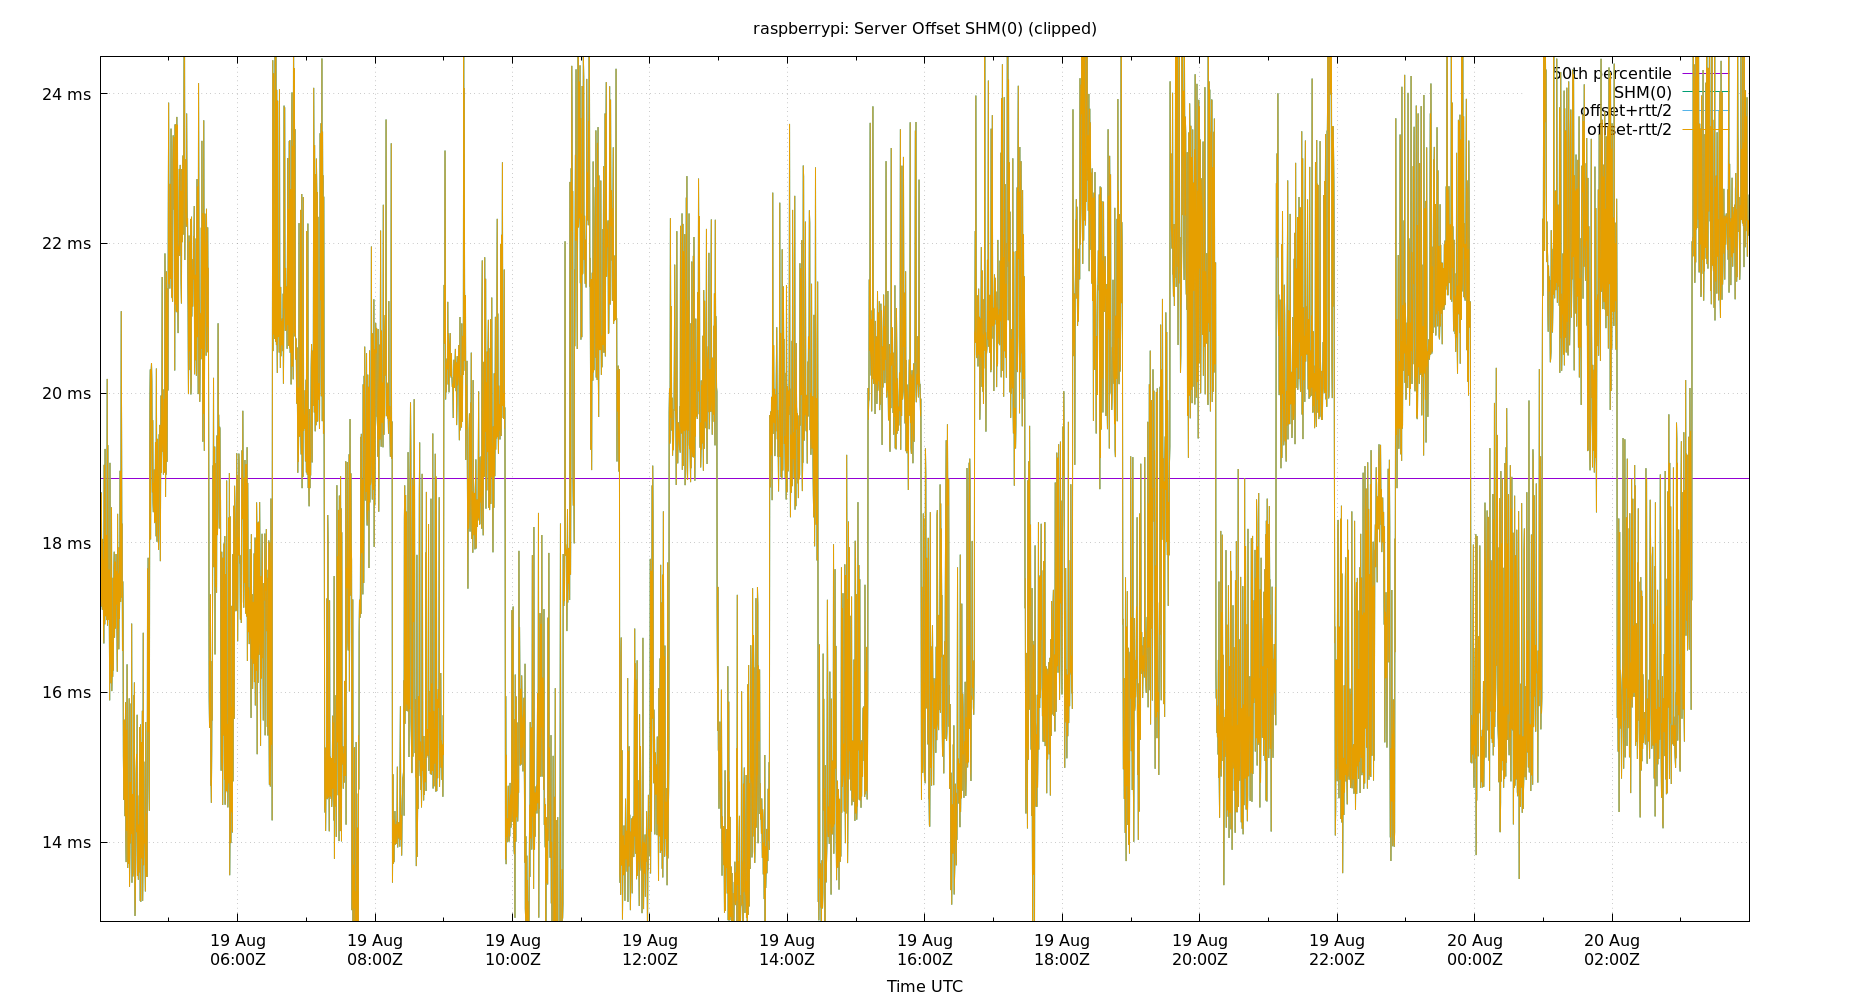 raspberrypi: Server Offset SHM(0) (clipped)
50th percentile
SHM(0)
offset+rtt/2
offset-rtt/2
24 ms
22 ms
20 ms
18 ms
16 ms
14 ms
19 Aug 19 Aug 19 Aug 19 Aug 19 Aug 19 Aug 19 Aug 19 Aug 19 Aug 20 Aug 20 Aug
06:00Z 08:00Z 10:00Z 12:00Z 14:00Z 16:00Z 18:00Z 20:00Z 22:00Z 00:00Z 02:00Z
Time UTC